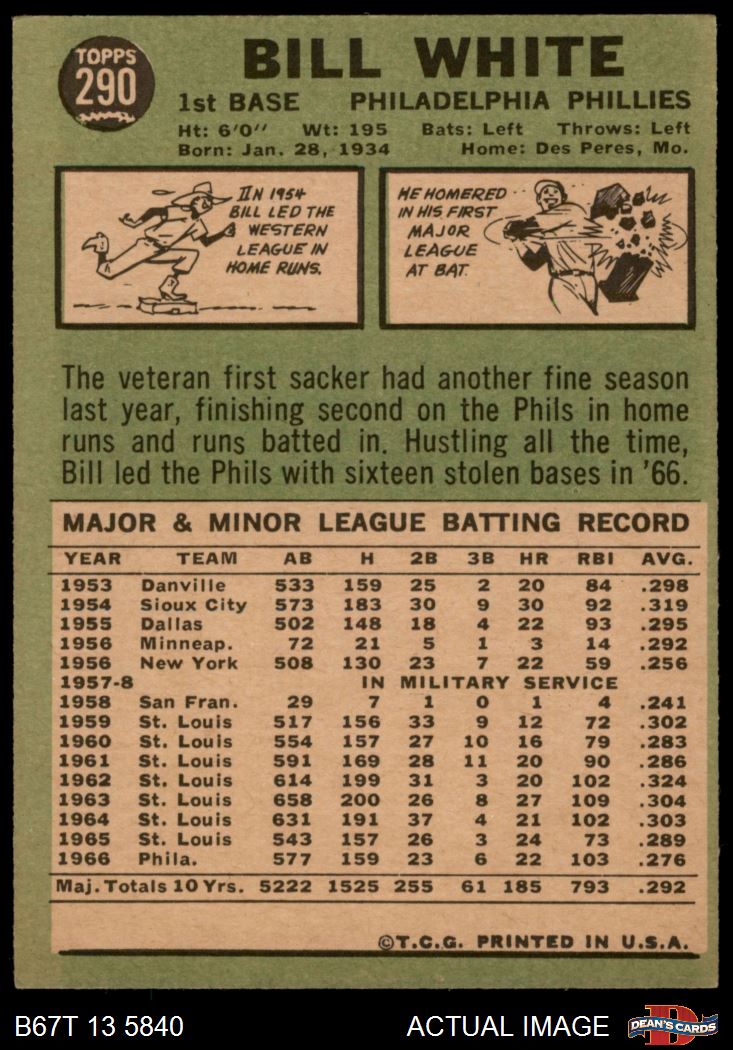 TOPPS
290
BILL WHITE
1st BASE PHILADELPHIA PHILLIES
Ht: 6'0" Wt: 195 Bats: Left Throws: Left
Born: Jan. 28, 1934 Home: Des Peres, Mo.
IN 1954
BILL LED THE
WESTERN
LEAGUE IN
HOME RUNS.
HE HOMERED
IN HIS FIRST
MAJOR
LEAGUE
AT BAT.
The veteran first sacker had another fine season
last year, finishing second on the Phils in home
runs and runs batted in. Hustling all the time,
Bill led the Phils with sixteen stolen bases in '66.
MAJOR & MINOR LEAGUE BATTING RECORD
YEAR TEAM AB H 2B 3B HR RBI AVG.
1953 Danville 533 159 25 2 20 84 .298
1954 Sioux City 573 183 30 9 30 92 .319
1955 Dallas 502 148 18 4 22 93 .295
1956 Minneap. 72 21 5 1 3 14 .292
1956 New York 508 130 23 7 22 59 .256
1957-8 IN MILITARY SERVICE
1958 San Fran. 29 7 1 0 1 4 .241
1959 St. Louis 517 156 33 9 12 72 .302
1960 St. Louis 554 157 27 10 16 79 .283
1961 St. Louis 591 169 28 11 20 90 .286
1962 St. Louis 614 199 31 3 20 102 .324
1963 St. Louis 658 200 26 8 27 109 .304
1964 St. Louis 631 191 37 4 21 102 .303
1965 St. Louis 543 157 26 3 24 73 .289
1966 Phila. 577 159 23 6 22 103 .276
Maj. Totals 10 Yrs. 5222 1525 255 61 185 793 .292
©T.C.G. PRINTED IN U.S.A.
B67T 13 5840 ACTUAL IMAGE
D
DEAN'S CARDS